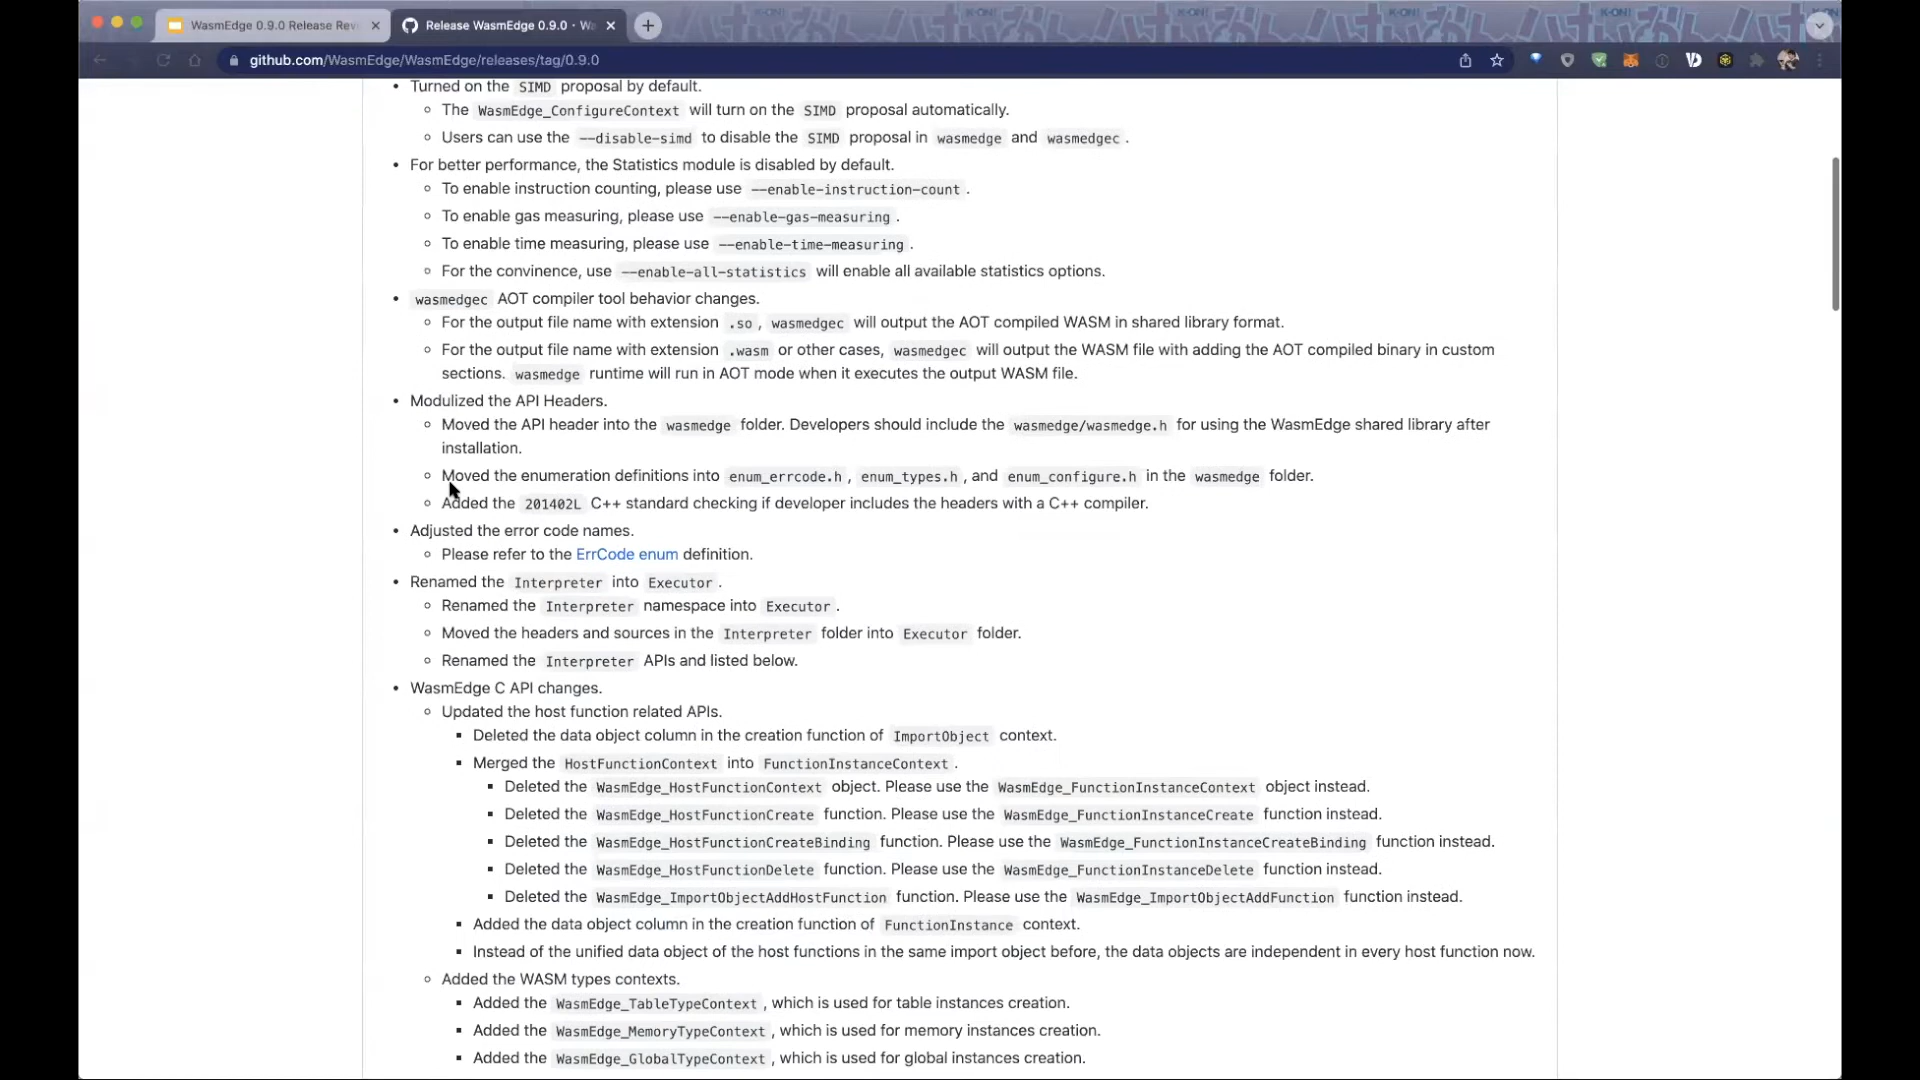 WasmEdge 0.9.0 Release Rev
Release WasmEdge 0.9.0 · Wa
github.com/WasmEdge/WasmEdge/releases/tag/0.9.0
Turned on the SIMD proposal by default.
The WasmEdge_ConfigureContext will turn on the SIMD proposal automatically.
Users can use the --disable-simd to disable the SIMD proposal in wasmedge and wasmedgec .
For better performance, the Statistics module is disabled by default.
To enable instruction counting, please use --enable-instruction-count .
To enable gas measuring, please use --enable-gas-measuring .
To enable time measuring, please use --enable-time-measuring .
For the convinence, use --enable-all-statistics will enable all available statistics options.
wasmedgec AOT compiler tool behavior changes.
For the output file name with extension .so , wasmedgec will output the AOT compiled WASM in shared library format.
For the output file name with extension .wasm or other cases, wasmedgec will output the WASM file with adding the AOT compiled binary in custom
sections. wasmedge runtime will run in AOT mode when it executes the output WASM file.
Modulized the API Headers.
Moved the API header into the wasmedge folder. Developers should include the wasmedge/wasmedge.h for using the WasmEdge shared library after
installation.
Moved the enumeration definitions into enum_errcode.h , enum_types.h , and enum_configure.h in the wasmedge folder.
Added the 201402L C++ standard checking if developer includes the headers with a C++ compiler.
Adjusted the error code names.
Please refer to the ErrCode enum definition.
Renamed the Interpreter into Executor .
Renamed the Interpreter namespace into Executor .
Moved the headers and sources in the Interpreter folder into Executor folder.
Renamed the Interpreter APIs and listed below.
WasmEdge C API changes.
Updated the host function related APIs.
Deleted the data object column in the creation function of ImportObject context.
Merged the HostFunctionContext into FunctionInstanceContext .
Deleted the WasmEdge_HostFunctionContext object. Please use the WasmEdge_FunctionInstanceContext object instead.
Deleted the WasmEdge_HostFunctionCreate function. Please use the WasmEdge_FunctionInstanceCreate function instead.
Deleted the WasmEdge_HostFunctionCreateBinding function. Please use the WasmEdge_FunctionInstanceCreateBinding function instead.
Deleted the WasmEdge_HostFunctionDelete function. Please use the WasmEdge_FunctionInstanceDelete function instead.
Deleted the WasmEdge_ImportObjectAddHostFunction function. Please use the WasmEdge_ImportObjectAddFunction function instead.
Added the data object column in the creation function of FunctionInstance context.
Instead of the unified data object of the host functions in the same import object before, the data objects are independent in every host function now.
Added the WASM types contexts.
Added the WasmEdge_TableTypeContext , which is used for table instances creation.
Added the WasmEdge_MemoryTypeContext , which is used for memory instances creation.
Added the WasmEdge_GlobalTypeContext , which is used for global instances creation.